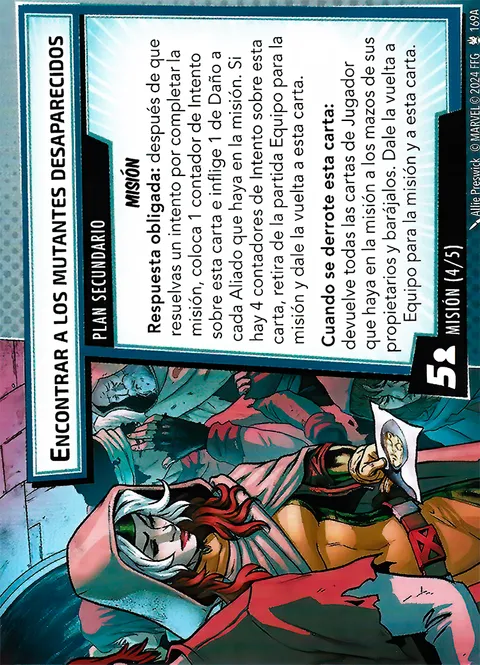 ENCONTRAR A LOS MUTANTES DESAPARECIDOS
PLAN SECUNDARIO
MISIÓN
Respuesta obligada: después de que
resuelvas un intento por completar la
misión, coloca 1 contador de Intento
sobre esta carta e inflige 1 de Daño a
cada Aliado que haya en la misión. Si
hay 4 contadores de Intento sobre esta
carta, retira de la partida Equipo para la
misión y dale la vuelta a esta carta.
Cuando se derrote esta carta:
devuelve todas las cartas de Jugador
que haya en la misión a los mazos de sus
propietarios y barájalos. Dale la vuelta a
Equipo para la misión y a esta carta.
5
MISIÓN (4/5)
Allie Preswick © MARVEL © 2024 FFG 169A